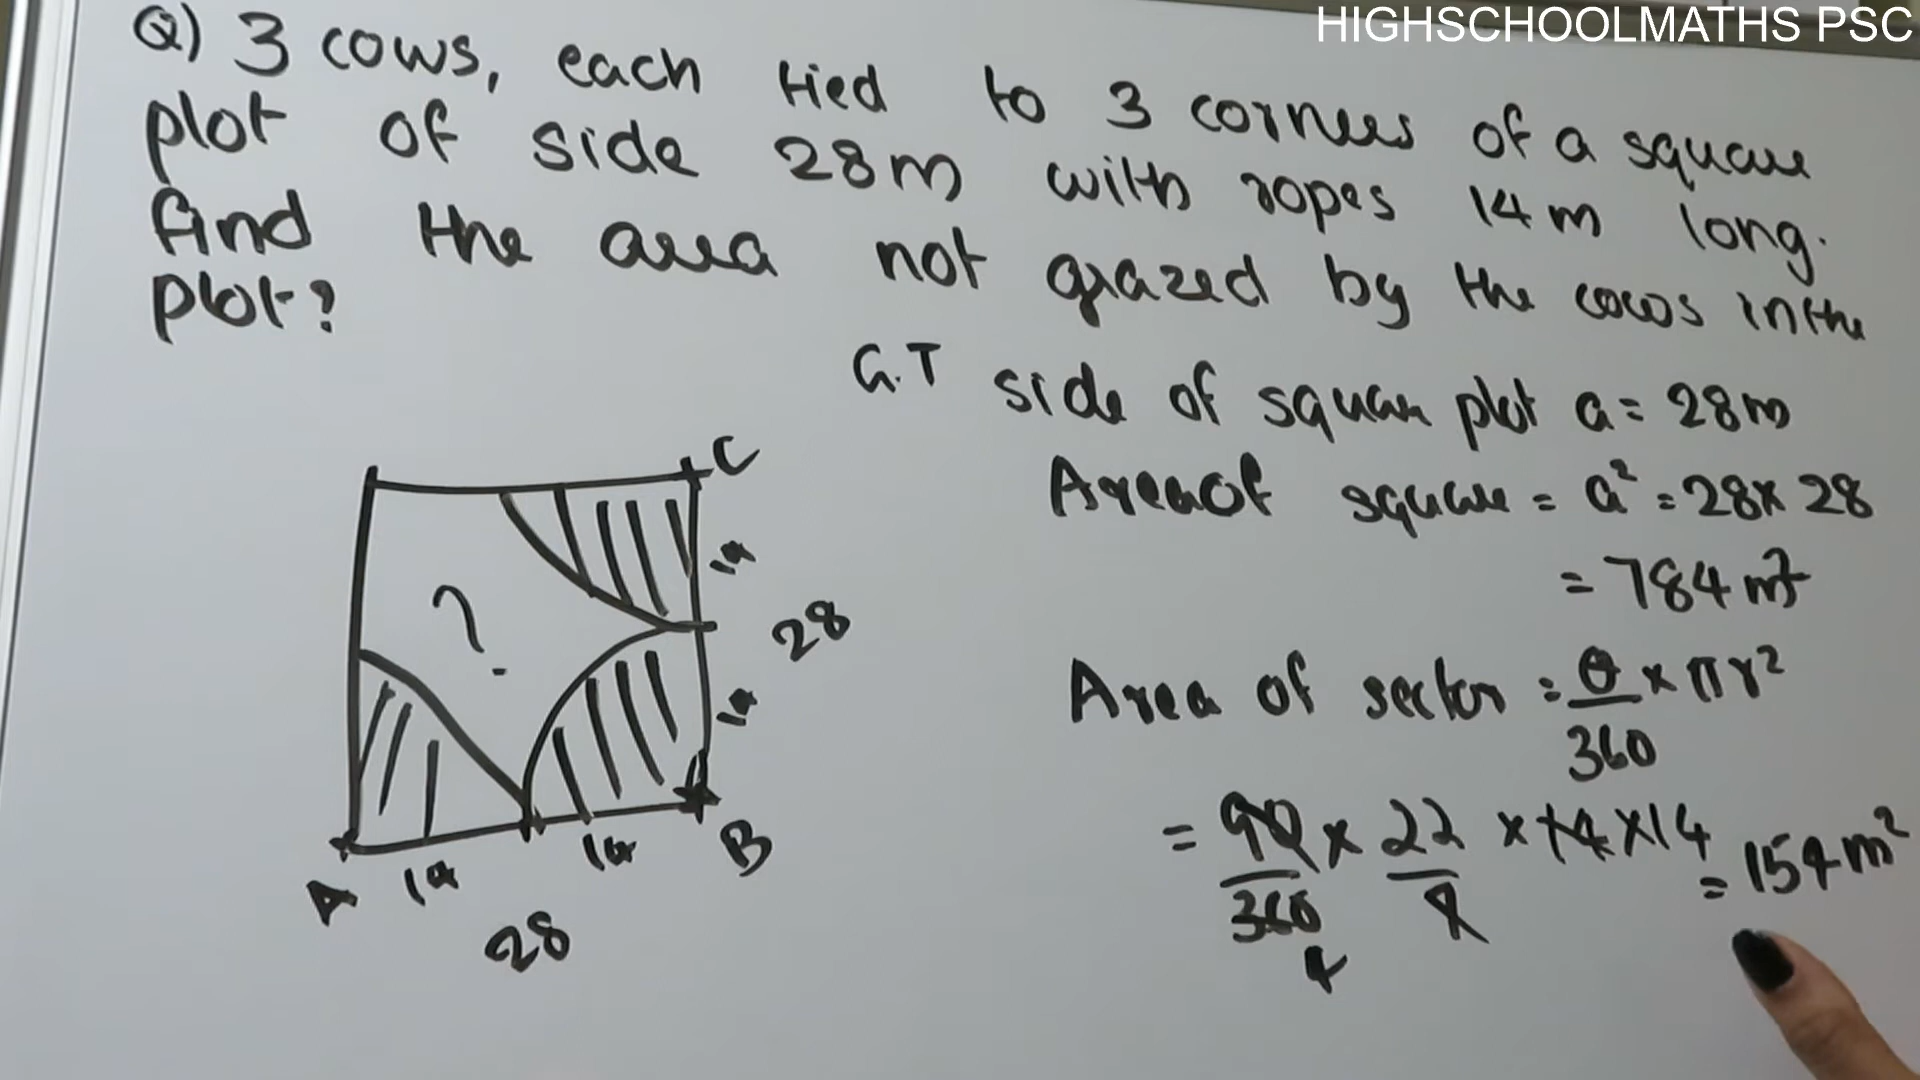 HIGHSCHOOLMATHS PSC
Q) 3 cows, each tied to 3 corners of a square
plot of side 28m with ropes 14m long.
find the area not grazed by the cows in the
plot?
G.T side of square plot a = 28m
Area of square = a² = 28 x 28
= 784 m²
Area of sector = θ/360 x πr²
= 90/360 x 22/7 x 14 x 14 = 154 m²
4
C
14
28
14
?
A
14
14
B
28